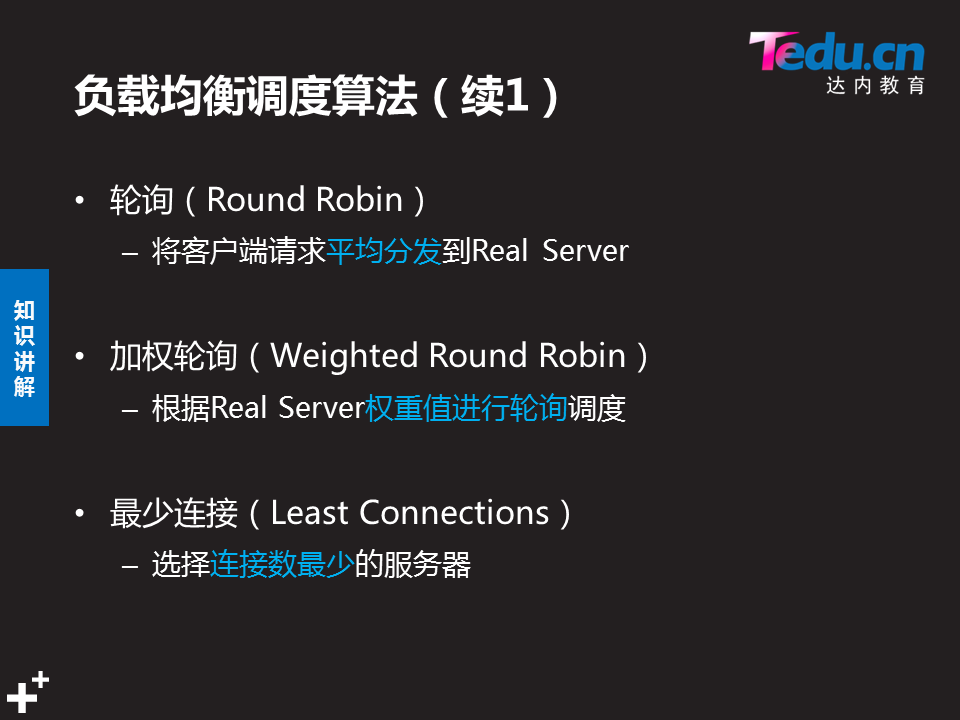 Tedu.cn
达内教育
负载均衡调度算法（续1）
• 轮询（Round Robin）
– 将客户端请求平均分发到Real Server
知识讲解
• 加权轮询（Weighted Round Robin）
– 根据Real Server权重值进行轮询调度
• 最少连接（Least Connections）
– 选择连接数最少的服务器